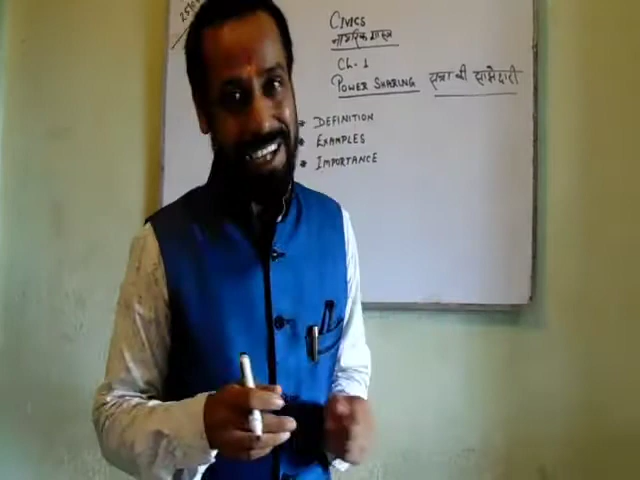 CIVICS
नागरिक शास्त्र
Ch. 1
POWER SHARING सत्ता की साझेदारी
* DEFINITION
* EXAMPLES
* IMPORTANCE